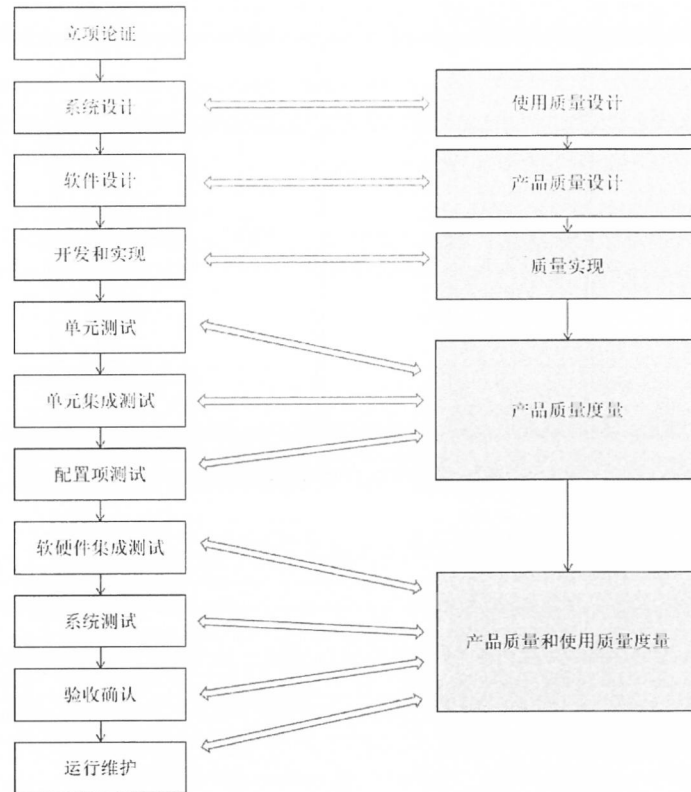 立项论证
系统设计
软件设计
开发和实现
单元测试
单元集成测试
配置项测试
软硬件集成测试
系统测试
验收确认
运行维护
使用质量设计
产品质量设计
质量实现
产品质量度量
产品质量和使用质量度量